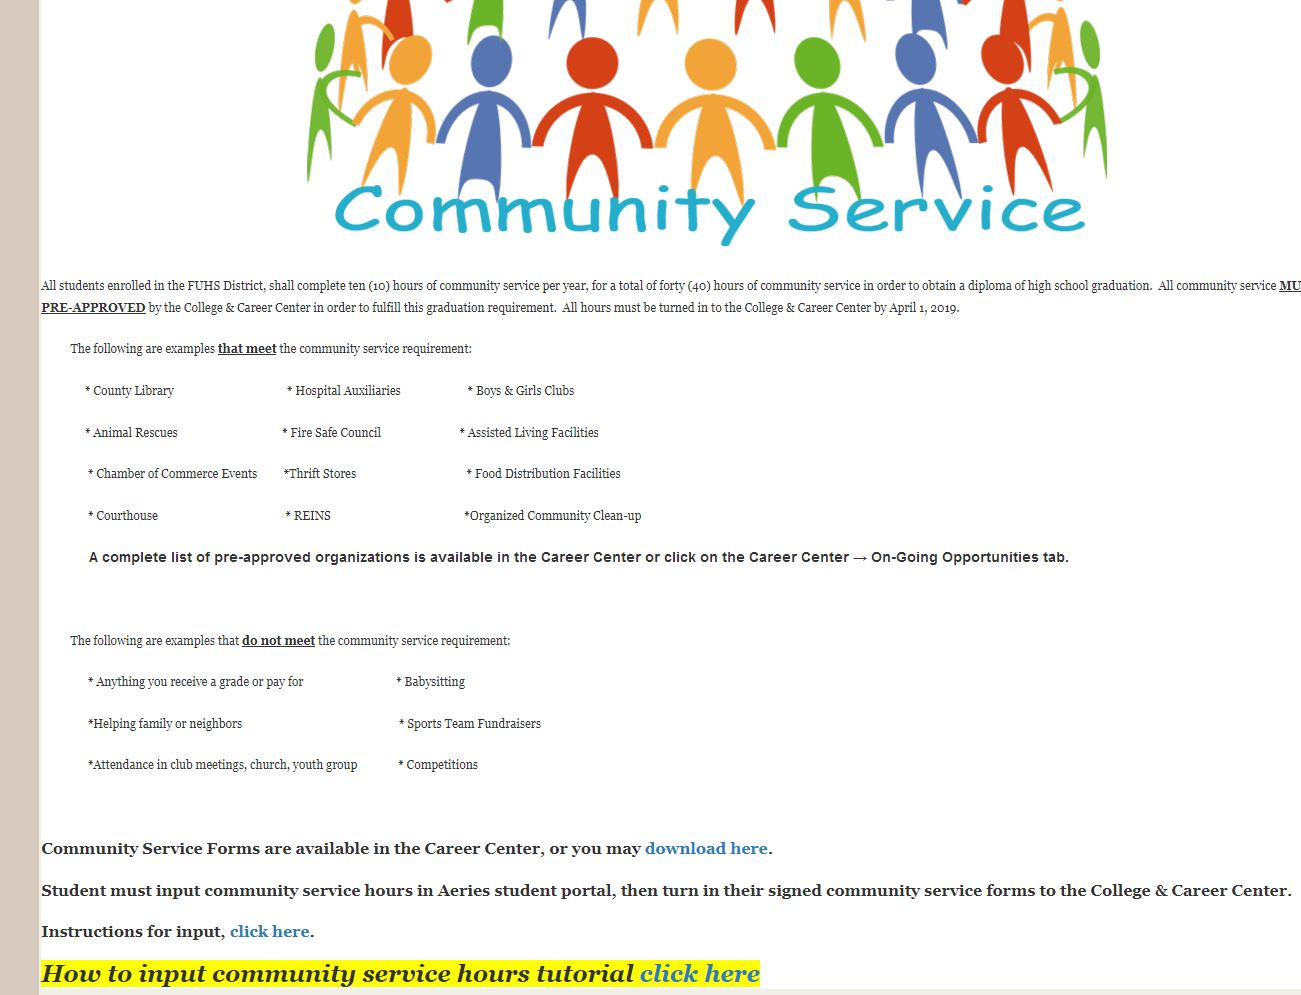 Community Service
All students enrolled in the FUHS District, shall complete ten (10) hours of community service per year, for a total of forty (40) hours of community service in order to obtain a diploma of high school graduation.  All community service MU
PRE-APPROVED by the College & Career Center in order to fulfill this graduation requirement.  All hours must be turned in to the College & Career Center by April 1, 2019.
The following are examples that meet the community service requirement:
* County Library * Hospital Auxiliaries * Boys & Girls Clubs
* Animal Rescues * Fire Safe Council * Assisted Living Facilities
* Chamber of Commerce Events *Thrift Stores * Food Distribution Facilities
* Courthouse * REINS *Organized Community Clean-up
A complete list of pre-approved organizations is available in the Career Center or click on the Career Center → On-Going Opportunities tab.
The following are examples that do not meet the community service requirement:
* Anything you receive a grade or pay for * Babysitting
*Helping family or neighbors * Sports Team Fundraisers
*Attendance in club meetings, church, youth group * Competitions
Community Service Forms are available in the Career Center, or you may download here.
Student must input community service hours in Aeries student portal, then turn in their signed community service forms to the College & Career Center.
Instructions for input, click here.
How to input community service hours tutorial click here